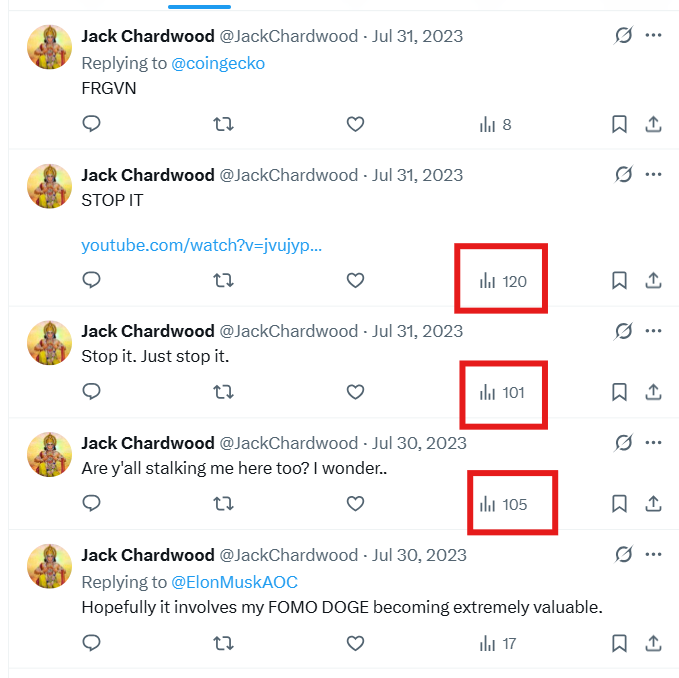 Jack Chardwood @JackChardwood · Jul 31, 2023
Replying to @coingecko
FRGVN
8
Jack Chardwood @JackChardwood · Jul 31, 2023
STOP IT
youtube.com/watch?v=jvujyp...
120
Jack Chardwood @JackChardwood · Jul 31, 2023
Stop it. Just stop it.
101
Jack Chardwood @JackChardwood · Jul 30, 2023
Are y'all stalking me here too? I wonder..
105
Jack Chardwood @JackChardwood · Jul 30, 2023
Replying to @ElonMuskAOC
Hopefully it involves my FOMO DOGE becoming extremely valuable.
17